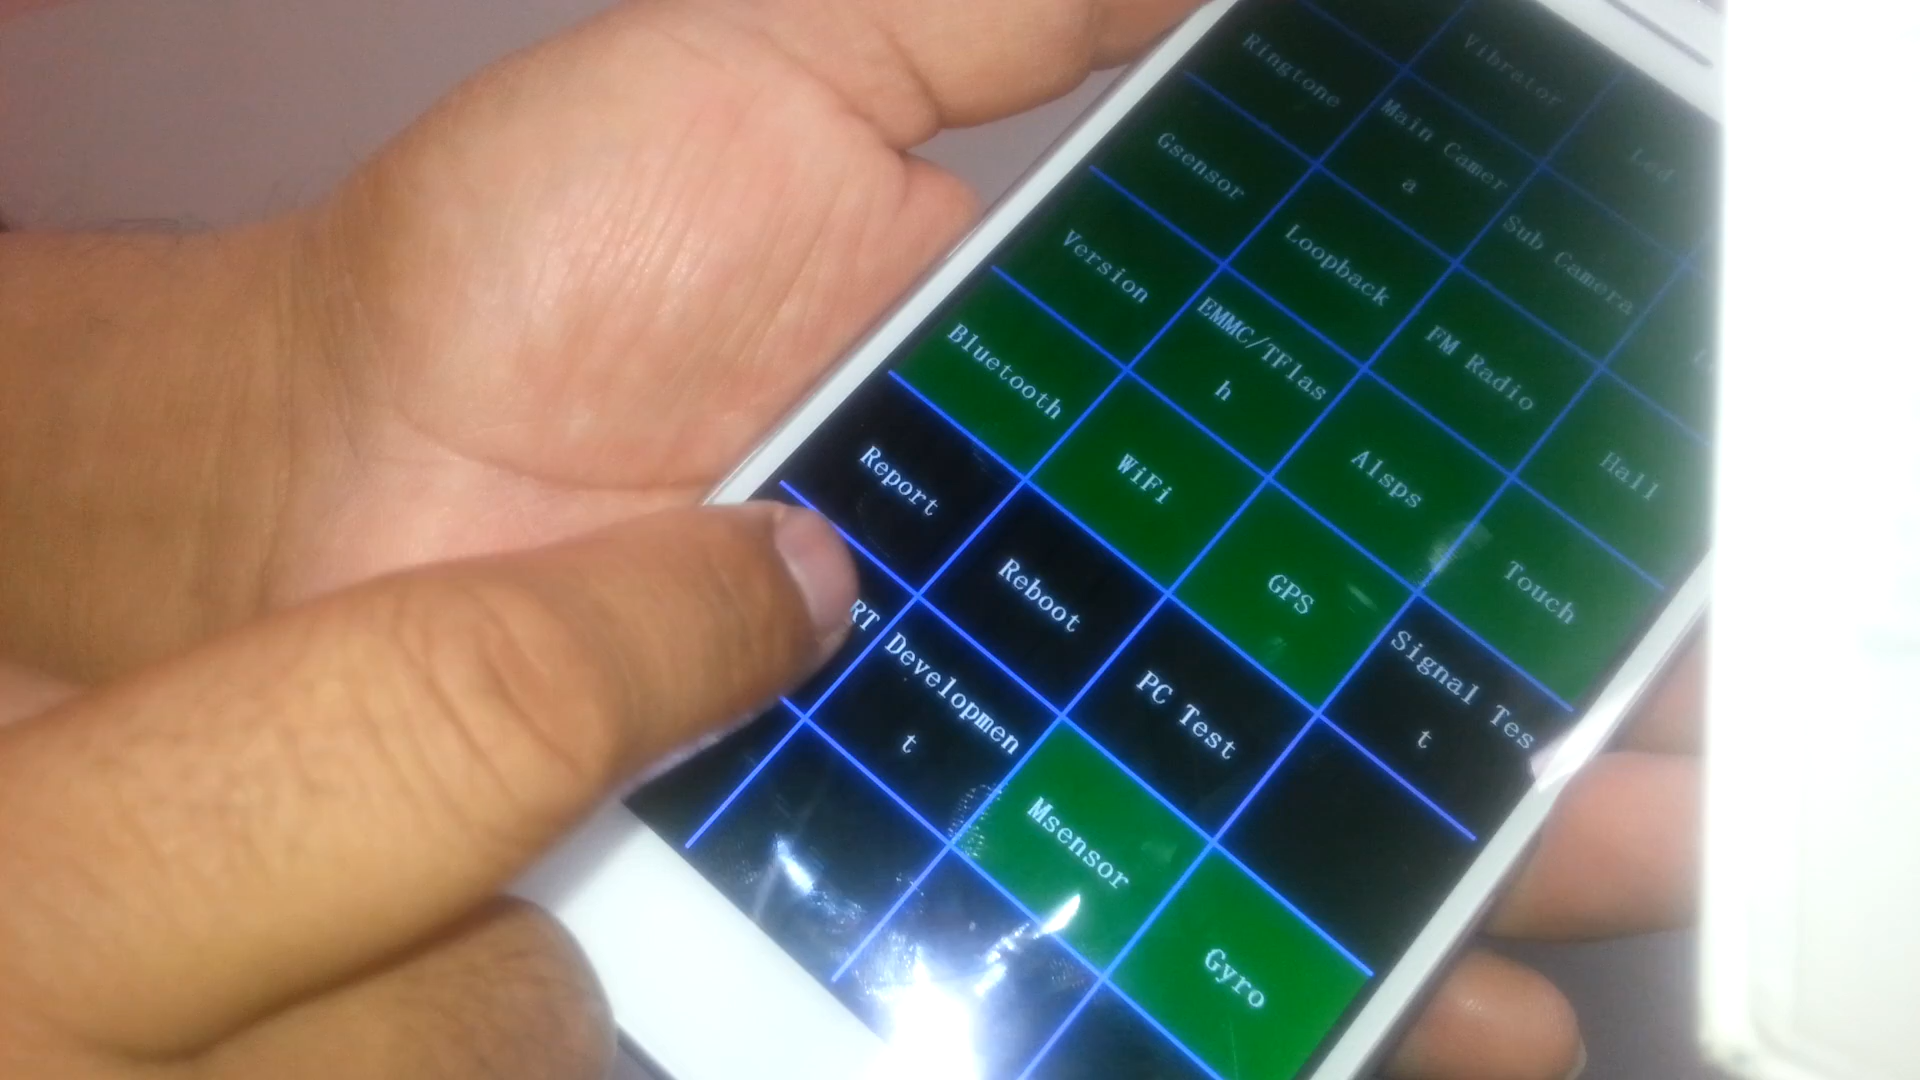 Ringtone
Vibrator
Led
Gsensor
Main Camer
a
Sub Camera
Version
Loopback
FM Radio
Hall
Bluetooth
EMMC/TFlas
h
Alsps
Touch
Report
WiFi
GPS
Signal Tes
t
Reboot
PC Test
RT Developmen
t
Msensor
Gyro